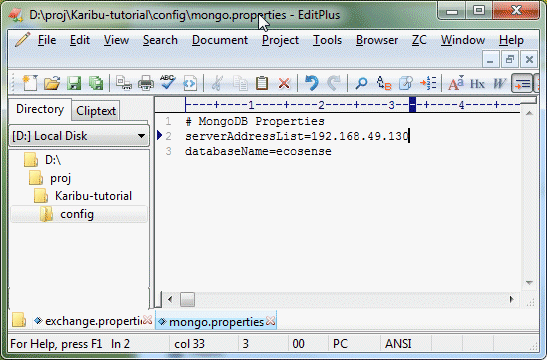 D:\proj\Karibu-tutorial\config\mongo.properties - EditPlus
File Edit View Search Document Project Tools Browser ZC Window Help
ABC A Hx W
Directory Cliptext
----+----1----+----2----+----3----+----4----+
[D:] Local Disk
1 # MongoDB Properties
2 serverAddressList=192.168.49.130
3 databaseName=ecosense
D:\
proj
Karibu-tutorial
config
exchange.properti mongo.properties
For Help, press F1 ln 2 col 33 3 00 PC ANSI